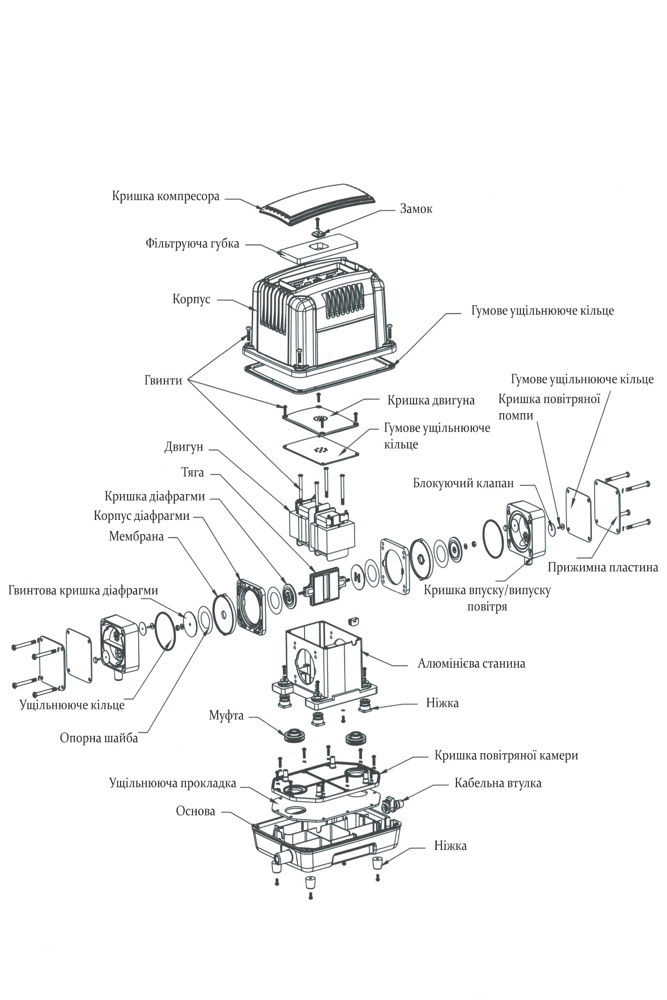 Кришка компресора
Замок
Фільтруюча губка
Корпус
Гумове ущільнююче кільце
Гвинти
Гумове ущільнююче кільце
Кришка двигуна
Кришка повітряної
помпи
Гумове ущільнююче
кільце
Двигун
Тяга
Блокуючий клапан
Кришка діафрагми
Корпус діафрагми
Мембрана
Прижимна пластина
Гвинтова кришка діафрагми
Кришка впуску/випуску
повітря
Алюмінієва станина
Ущільнююче кільце
Ніжка
Муфта
Опорна шайба
Кришка повітряної камери
Ущільнююча прокладка
Кабельна втулка
Основа
Ніжка